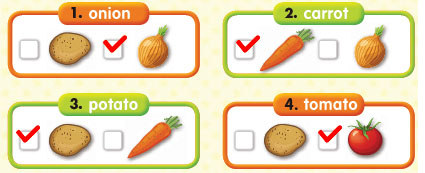 1. onion
2. carrot
3. potato
4. tomato